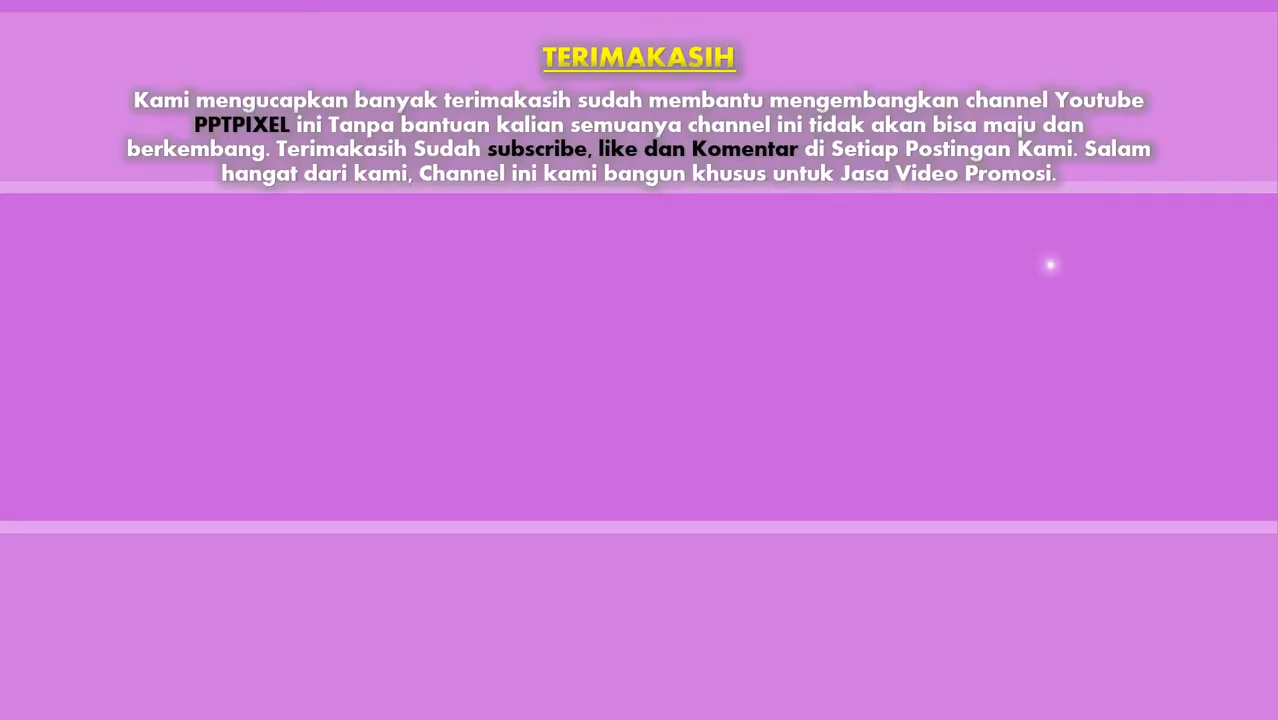 TERIMAKASIH
Kami mengucapkan banyak terimakasih sudah membantu mengembangkan channel Youtube
PPTPIXEL ini Tanpa bantuan kalian semuanya channel ini tidak akan bisa maju dan
berkembang. Terimakasih Sudah subscribe, like dan Komentar di Setiap Postingan Kami. Salam
hangat dari kami, Channel ini kami bangun khusus untuk Jasa Video Promosi.